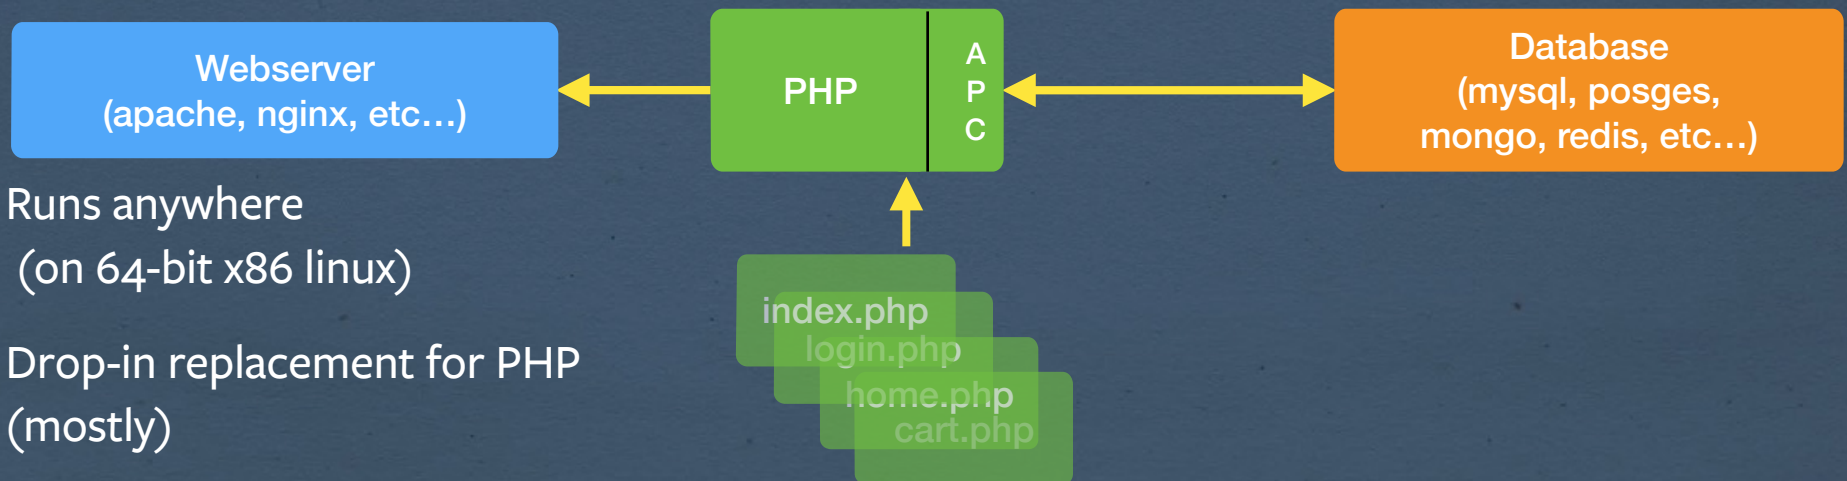 Webserver
(apache, nginx, etc…)
PHP
A
P
C
Database
(mysql, posges,
mongo, redis, etc…)
Runs anywhere
(on 64-bit x86 linux)
Drop-in replacement for PHP
(mostly)
index.php
login.php
home.php
cart.php